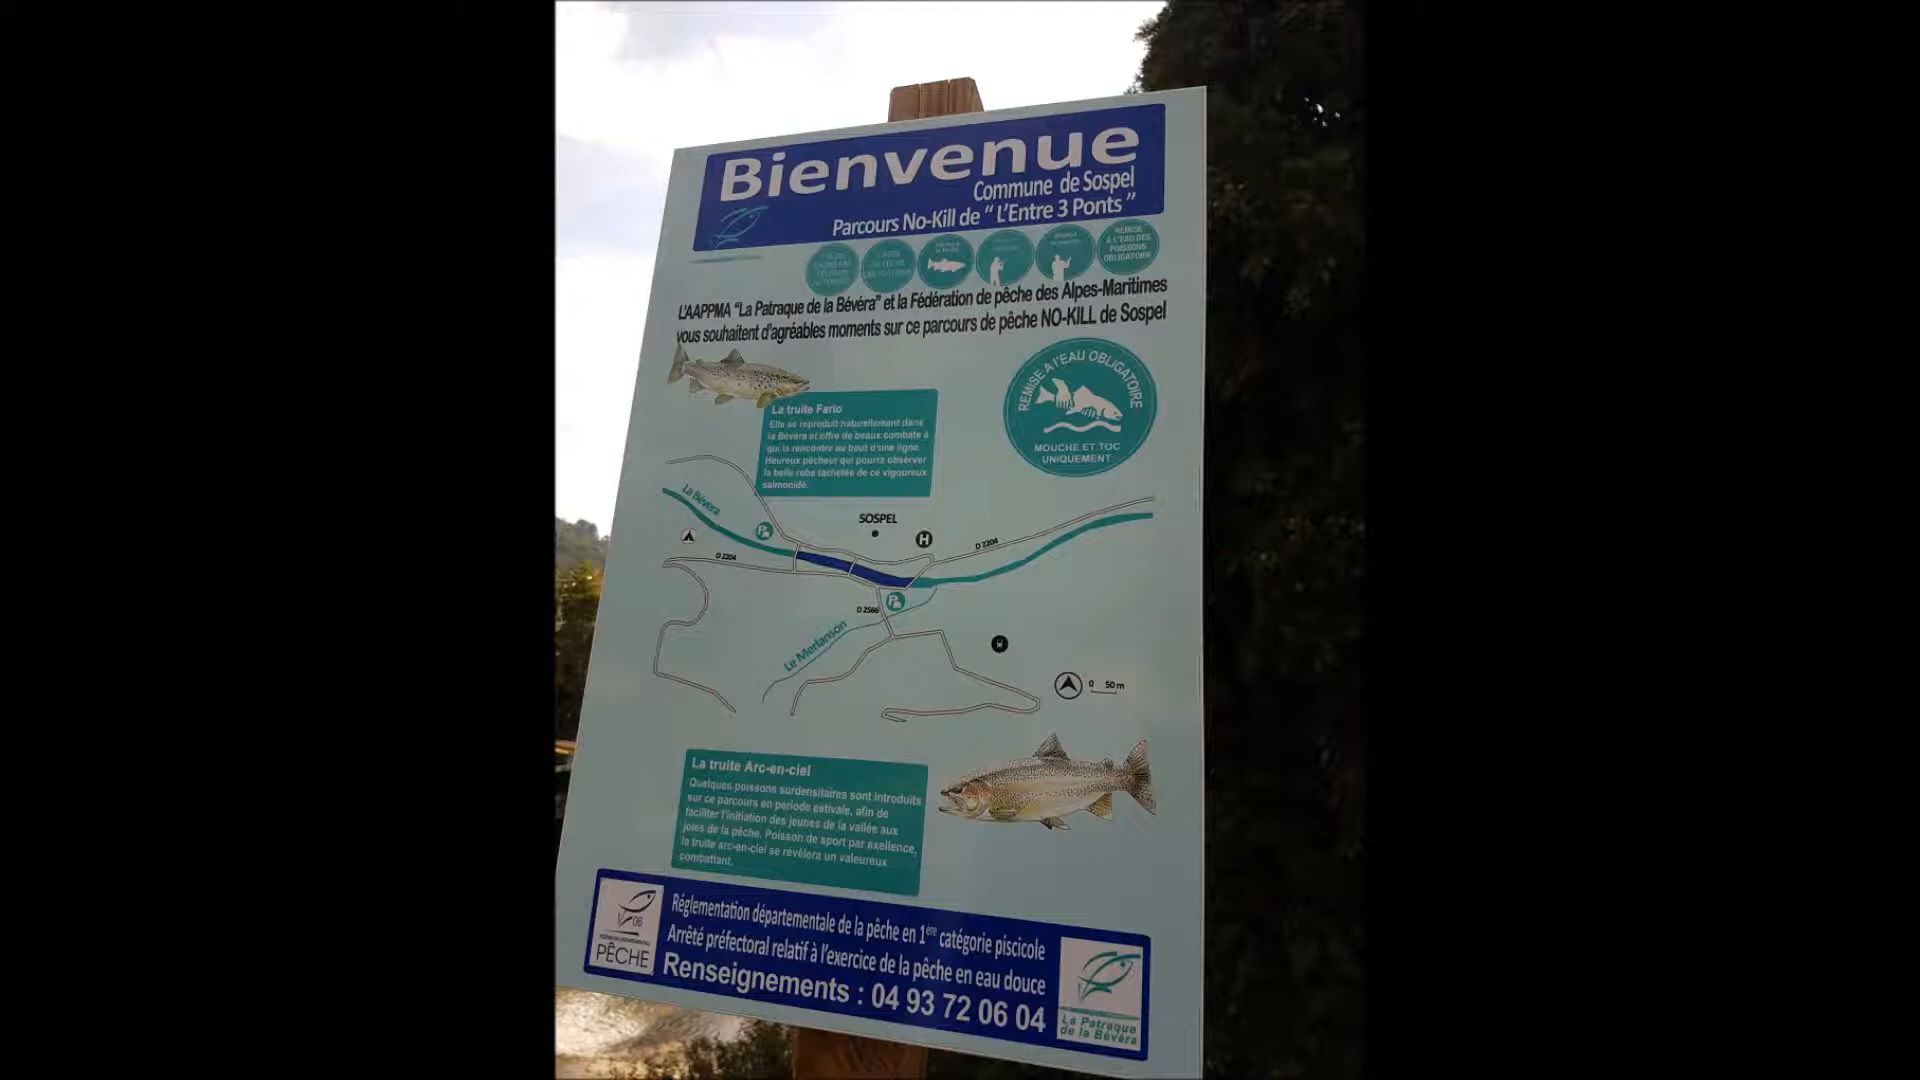 Bienvenue
Commune de Sospel
Parcours No-Kill de “ L'Entre 3 Ponts ”
REMISE
A L'EAU DES
POISSONS
OBLIGATOIRE
L'AAPPMA “La Patraque de la Bévéra” et la Fédération de pêche des Alpes-Maritimes
vous souhaitent d'agréables moments sur ce parcours de pêche NO-KILL de Sospel
REMISE A l'EAU OBLIGATOIRE
MOUCHE ET TOC
UNIQUEMENT
La truite Fario
Elle se reproduit naturellement dans
la Bévéra et offre de beaux combats à
qui la rencontre au bout d'une ligne.
Heureux pêcheur qui pourra observer
la belle robe tachetée de ce vigoureux
salmonidé.
La Bévera
SOSPEL
H
D 2204
D 2204
D 2566
Le Merlanson
0 50 m
La truite Arc-en-ciel
Quelques poissons surdensitaires sont introduits
sur ce parcours en période estivale, afin de
faciliter l'initiation des jeunes de la vallée aux
joies de la pêche. Poisson de sport par exellence,
la truite arc-en-ciel se révélera un valeureux
combattant.
06
PÊCHE
Réglementation départementale de la pêche en 1ère catégorie piscicole
Arrêté préfectoral relatif à l'exercice de la pêche en eau douce
Renseignements : 04 93 72 06 04
La Patraque
de la Bévéra